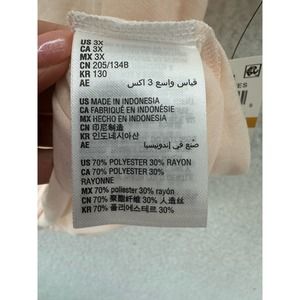 US 3X
CA 3X
MX 3X
CN 205/134B
KR 130
AE قياس واسع 3 اكس
US MADE IN INDONESIA
CA FABRIQUÉ EN INDONÉSIE
MX HECHO EN INDONESIA
CN 印尼制造
KR 인도네시아산
AE صنع في إندونيسيا
US 70% POLYESTER 30% RAYON
CA 70% POLYESTER 30%
RAYONNE
MX 70% poliéster 30% rayón
CN 70% 聚酯纤维 30% 人造丝
KR 70% 폴리에스테르 30%